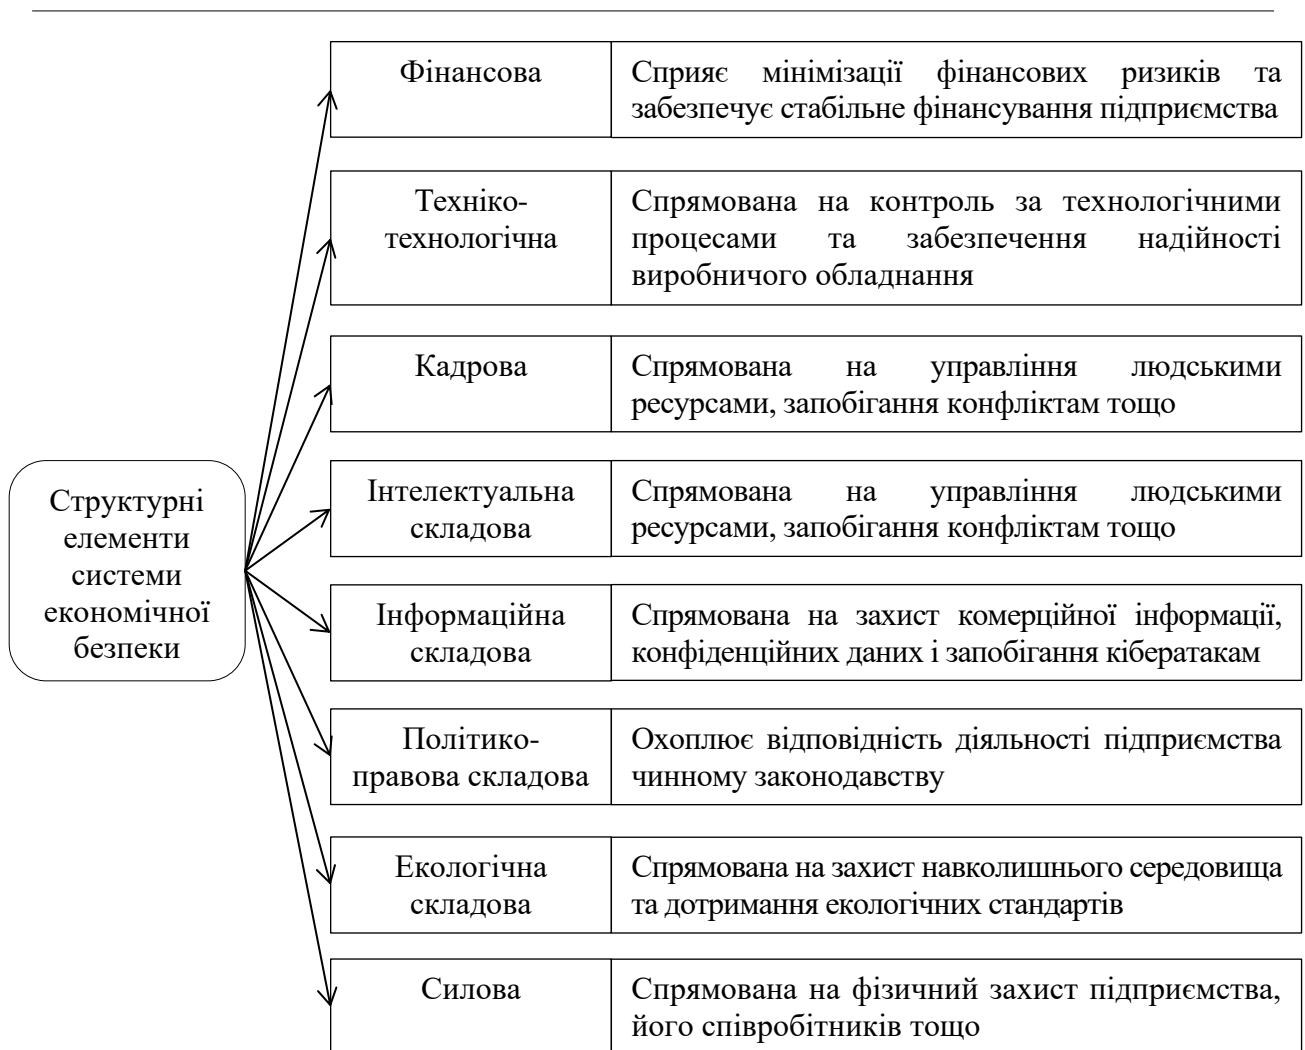 Структурні
елементи
системи
економічної
безпеки
Фінансова
Сприяє мінімізації фінансових ризиків та
забезпечує стабільне фінансування підприємства
Техніко-
технологічна
Спрямована на контроль за технологічними
процесами та забезпечення надійності
виробничого обладнання
Кадрова
Спрямована на управління людськими
ресурсами, запобігання конфліктам тощо
Інтелектуальна
складова
Спрямована на управління людськими
ресурсами, запобігання конфліктам тощо
Інформаційна
складова
Спрямована на захист комерційної інформації,
конфіденційних даних і запобігання кібератакам
Політико-
правова складова
Охоплює відповідність діяльності підприємства
чинному законодавству
Екологічна
складова
Спрямована на захист навколишнього середовища
та дотримання екологічних стандартів
Силова
Спрямована на фізичний захист підприємства,
його співробітників тощо